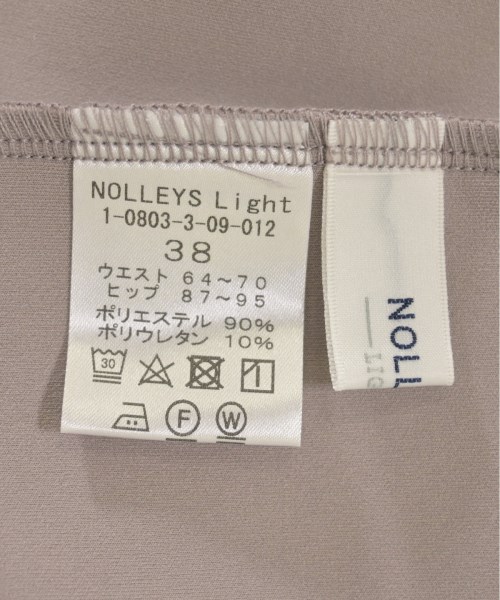 NOLLEYS Light
1-0803-3-09-012
38
ウエスト 64～70
ヒップ 87～95
ポリエステル 90%
ポリウレタン 10%
30
F
W